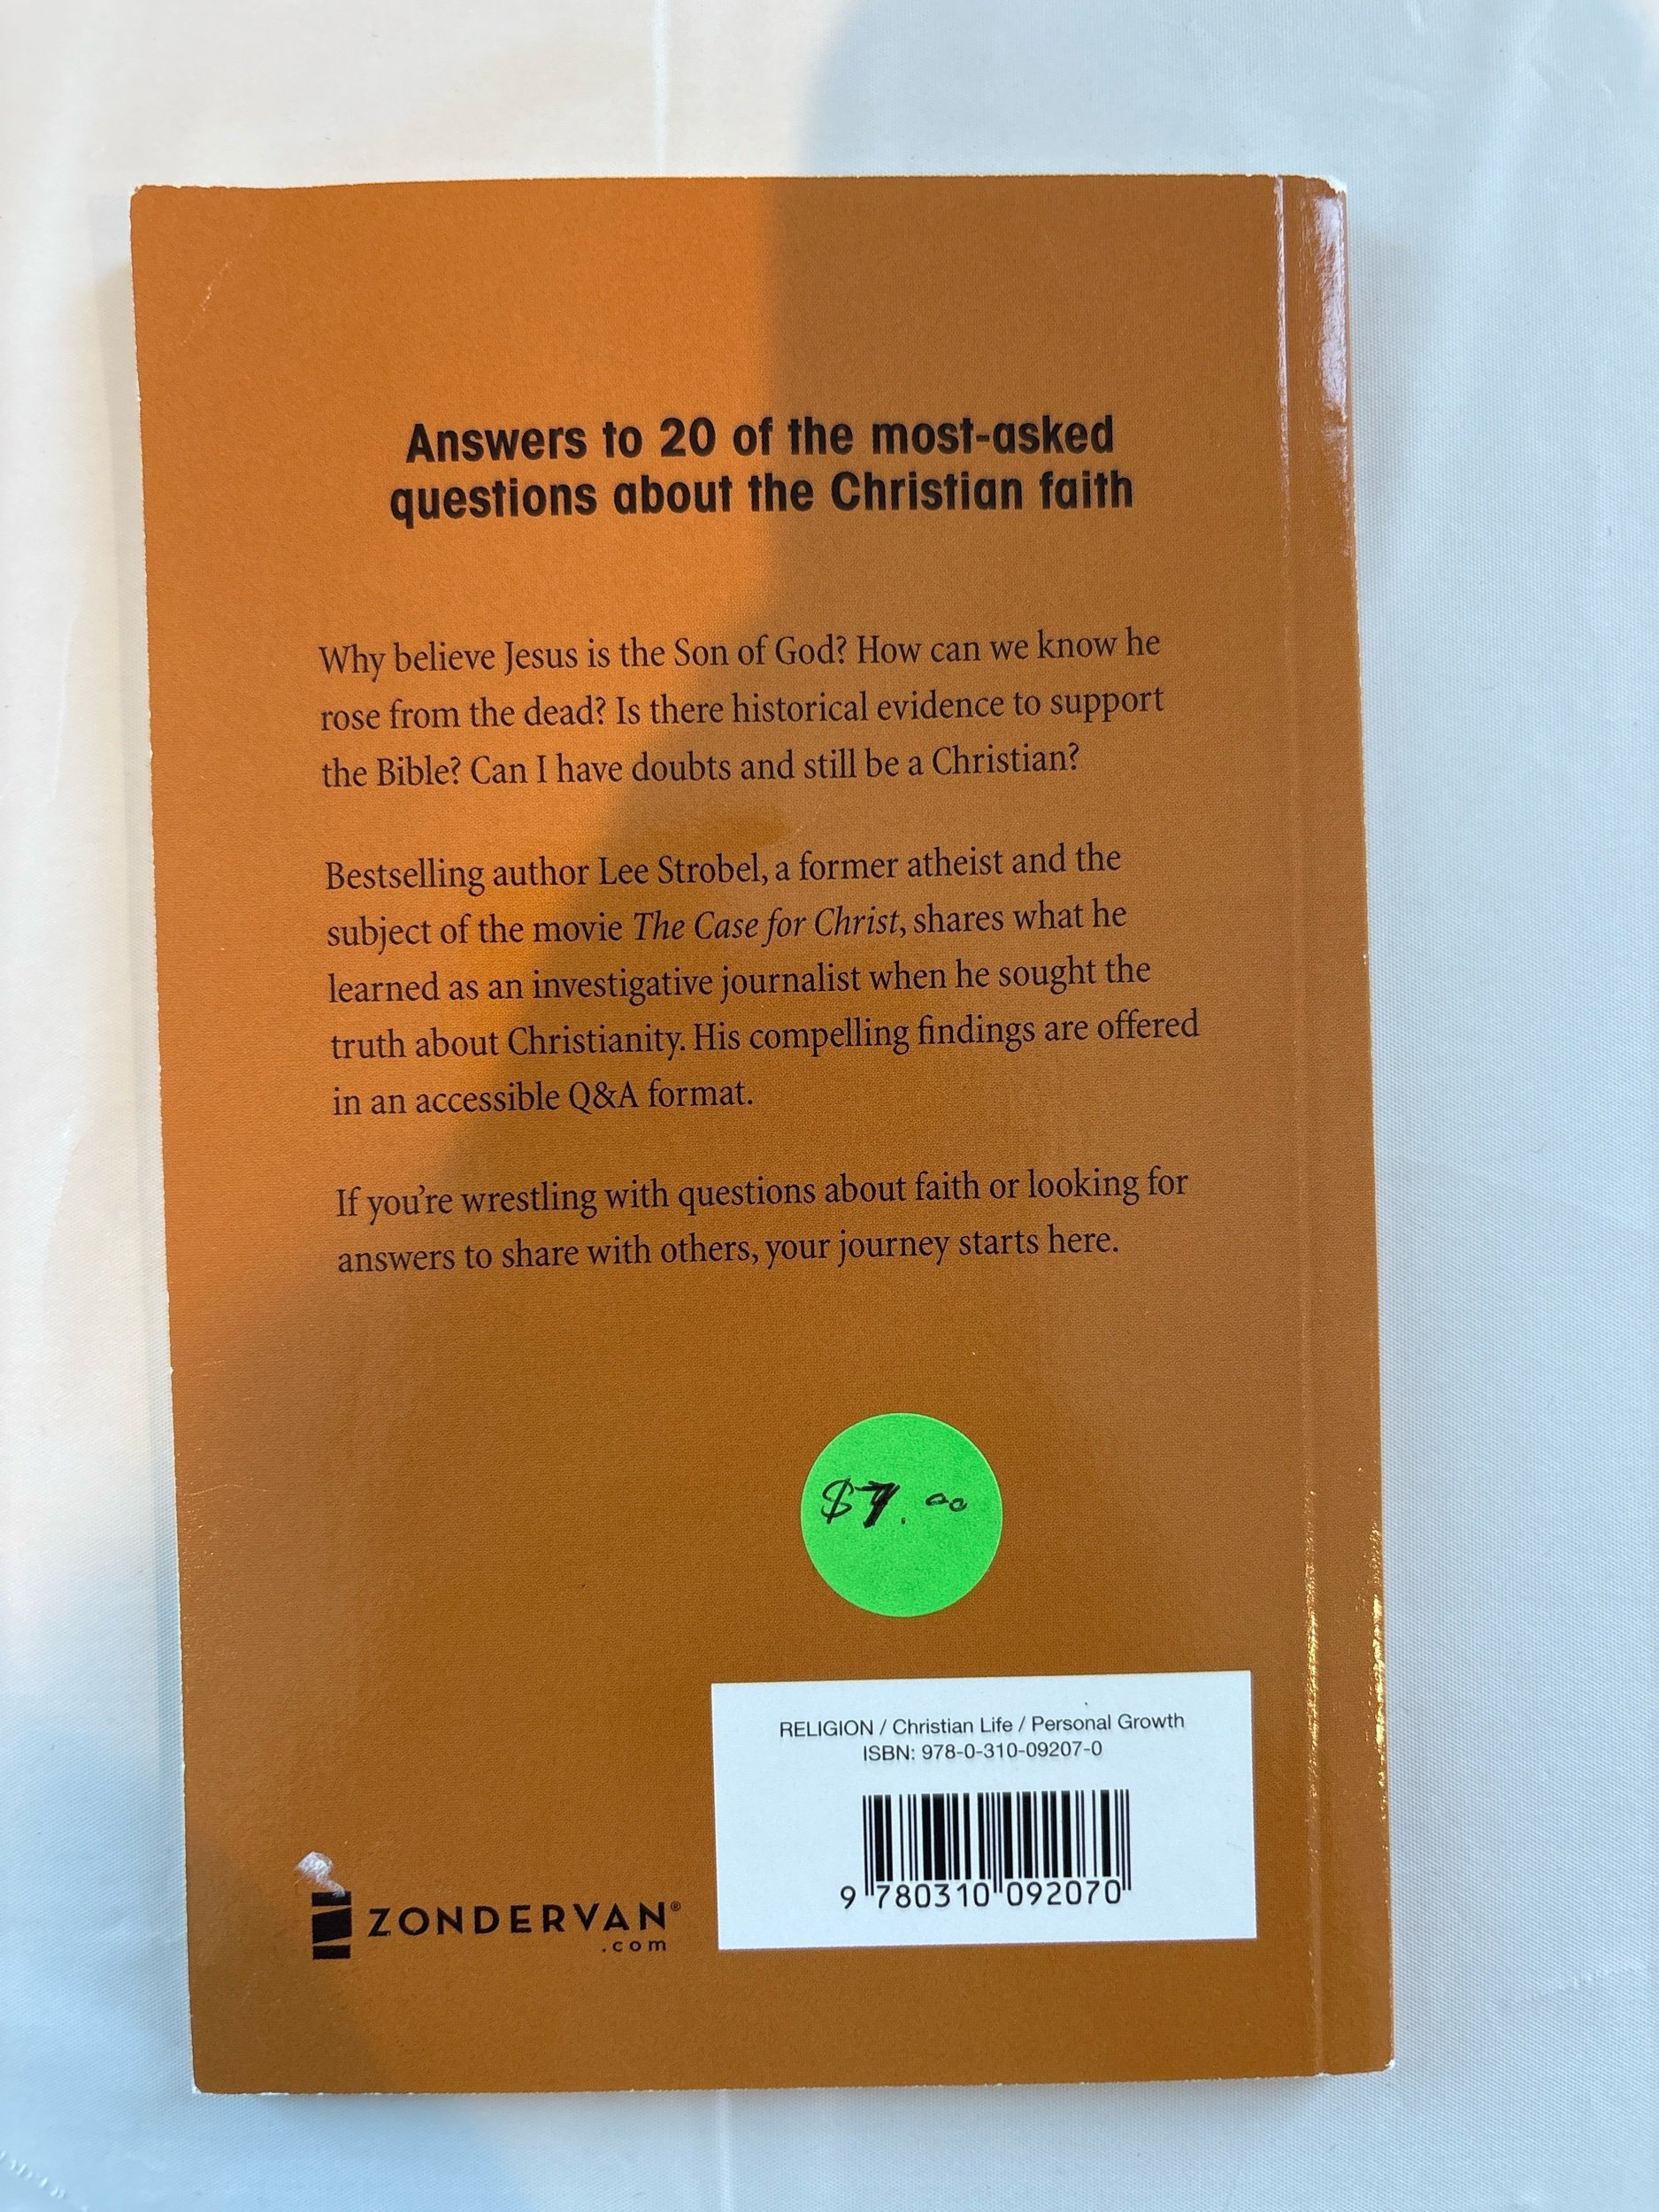 Answers to 20 of the most-asked
questions about the Christian faith
Why believe Jesus is the Son of God? How can we know he
rose from the dead? Is there historical evidence to support
the Bible? Can I have doubts and still be a Christian?
Bestselling author Lee Strobel, a former atheist and the
subject of the movie The Case for Christ, shares what he
learned as an investigative journalist when he sought the
truth about Christianity. His compelling findings are offered
in an accessible Q&A format.
If you're wrestling with questions about faith or looking for
answers to share with others, your journey starts here.
RELIGION / Christian Life / Personal Growth
ISBN: 978-0-310-09207-0
9 780310 092070
ZONDERVAN®
.com